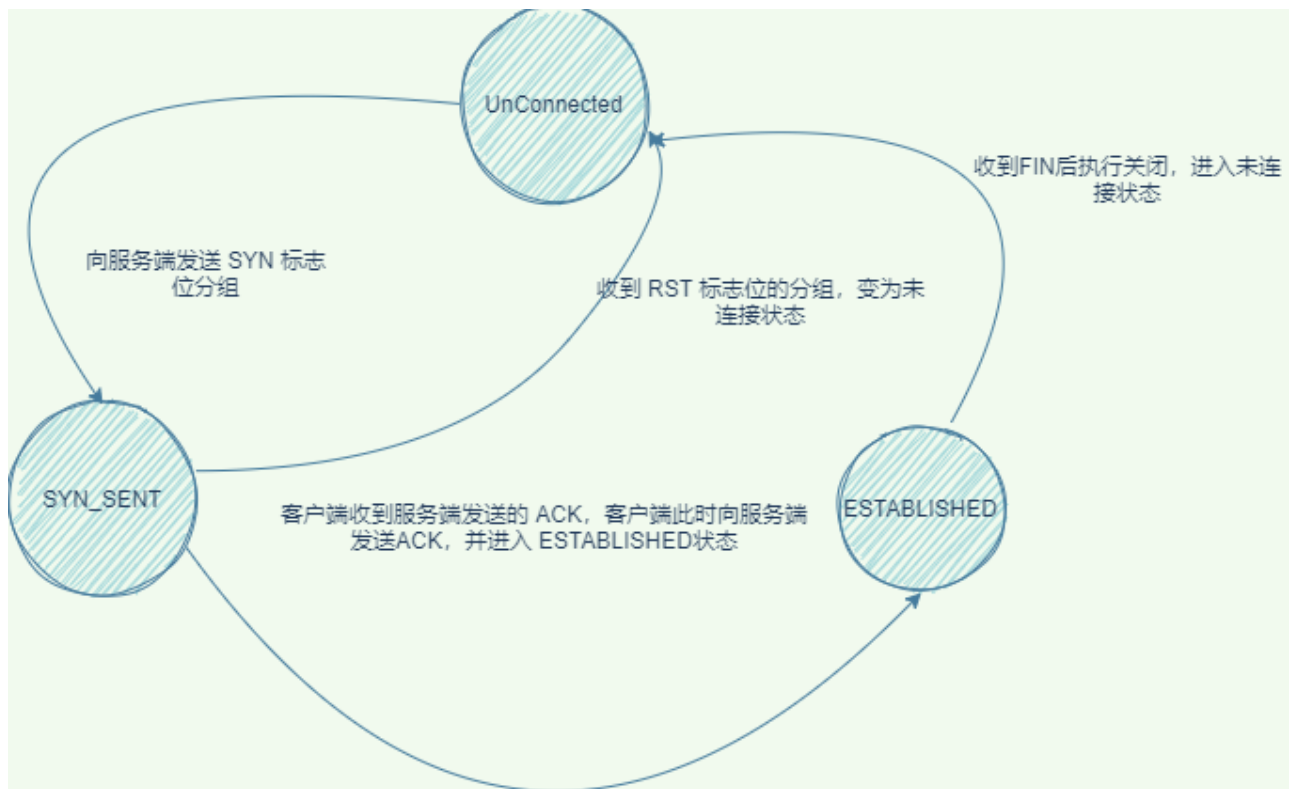 UnConnected
收到FIN后执行关闭，进入未连
接状态
向服务端发送 SYN 标志
位分组
收到 RST 标志位的分组，变为未
连接状态
SYN_SENT
客户端收到服务端发送的 ACK，客户端此时向服务端
发送ACK，并进入 ESTABLISHED状态
ESTABLISHED